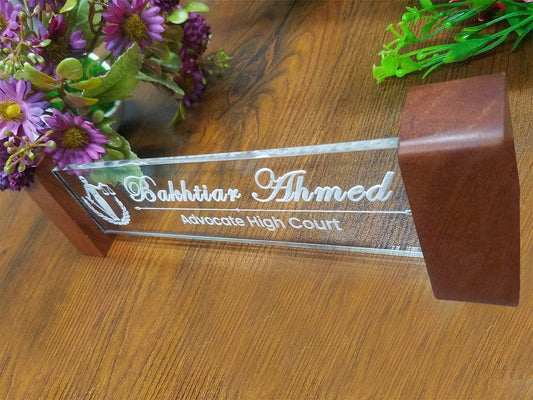 Bakhtiar Ahmed
Advocate High Court